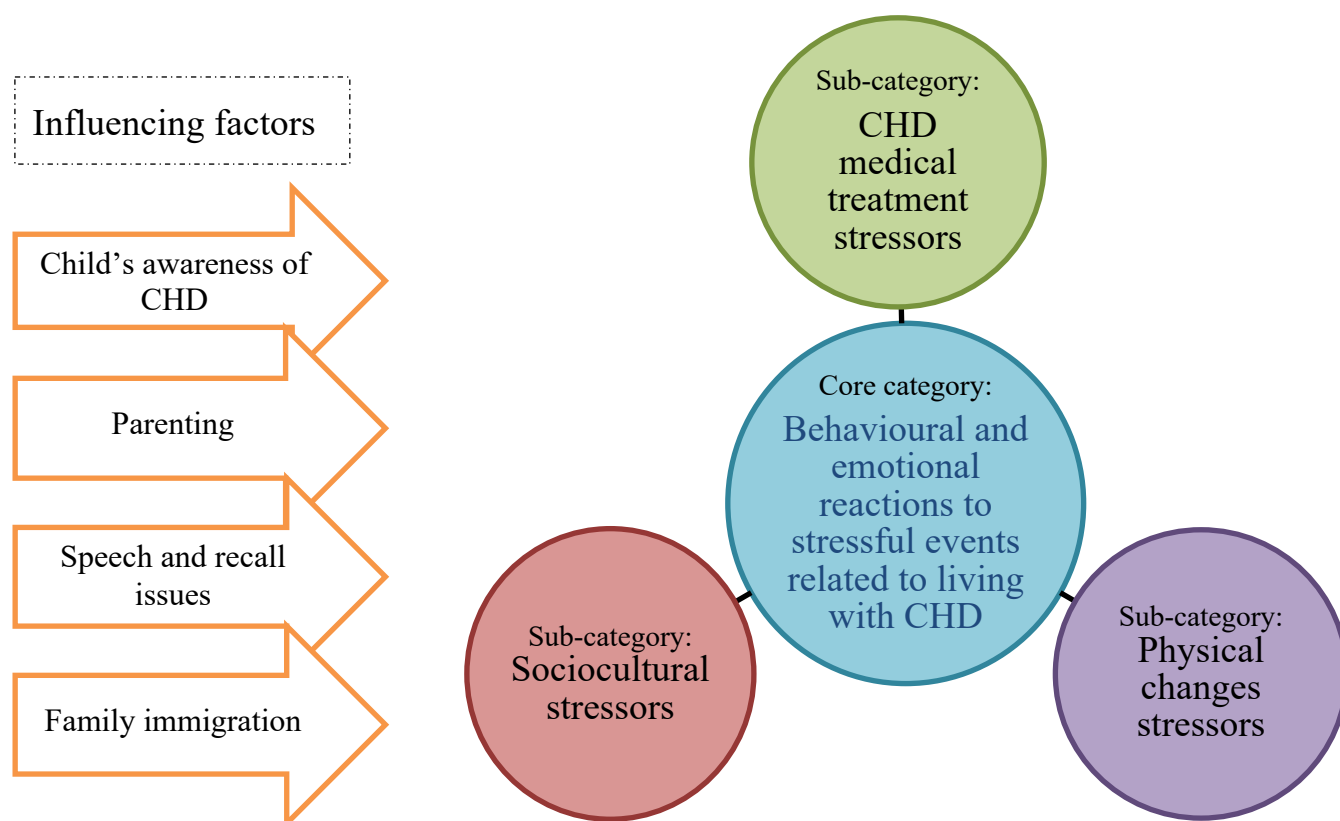 Influencing factors
Child’s awareness of
CHD
Parenting
Speech and recall
issues
Family immigration
Sub-category:
CHD
medical
treatment
stressors
Core category:
Behavioural and
emotional
reactions to
stressful events
related to living
with CHD
Sub-category:
Sociocultural
stressors
Sub-category:
Physical
changes
stressors